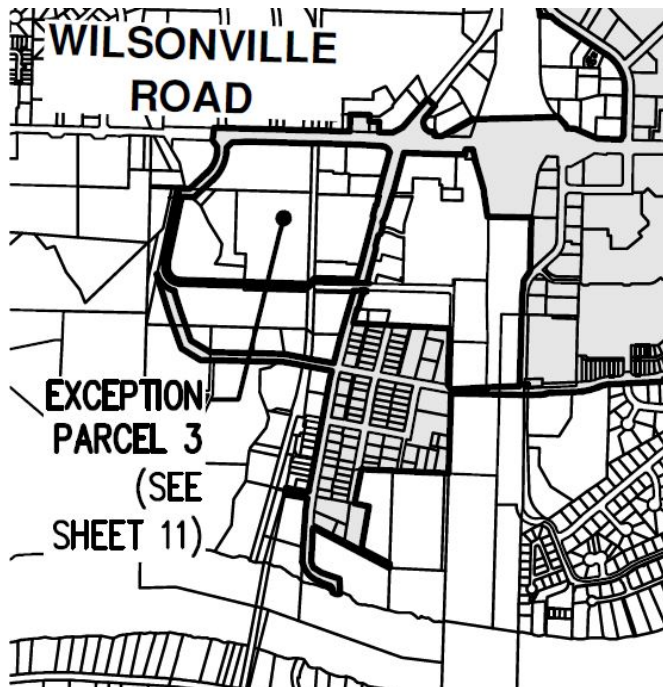 WILSONVILLE
ROAD
EXCEPTION
PARCEL 3
(SEE
SHEET 11)